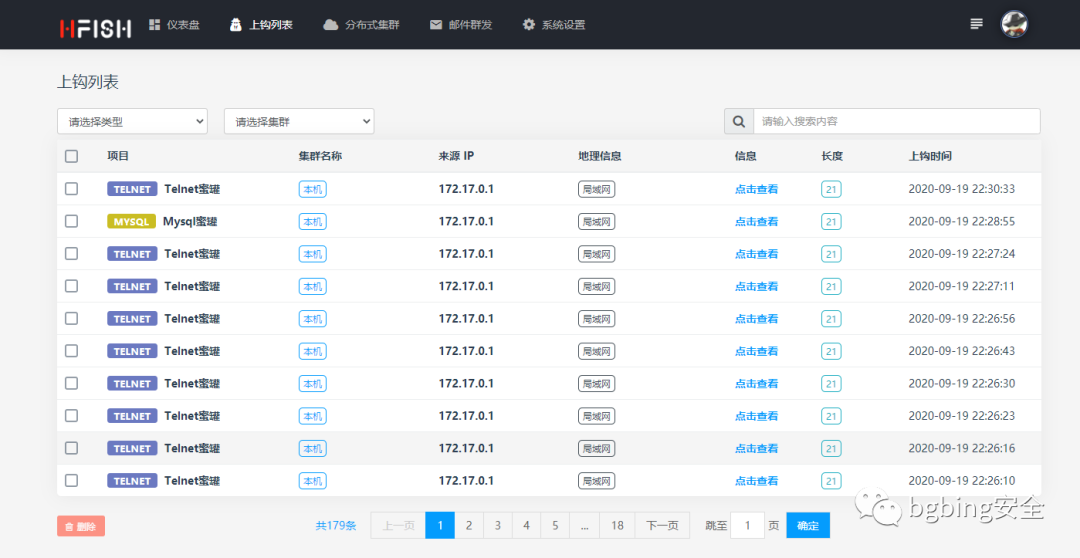 HFISH 仪表盘 上钩列表 分布式集群 邮件群发 系统设置
上钩列表
请选择类型 请选择集群 请输入搜索内容
项目 集群名称 来源 IP 地理信息 信息 长度 上钩时间
TELNET Telnet蜜罐 本机 172.17.0.1 局域网 点击查看 21 2020-09-19 22:30:33
MYSQL Mysql蜜罐 本机 172.17.0.1 局域网 点击查看 21 2020-09-19 22:28:55
TELNET Telnet蜜罐 本机 172.17.0.1 局域网 点击查看 21 2020-09-19 22:27:24
TELNET Telnet蜜罐 本机 172.17.0.1 局域网 点击查看 21 2020-09-19 22:27:11
TELNET Telnet蜜罐 本机 172.17.0.1 局域网 点击查看 21 2020-09-19 22:26:56
TELNET Telnet蜜罐 本机 172.17.0.1 局域网 点击查看 21 2020-09-19 22:26:43
TELNET Telnet蜜罐 本机 172.17.0.1 局域网 点击查看 21 2020-09-19 22:26:30
TELNET Telnet蜜罐 本机 172.17.0.1 局域网 点击查看 21 2020-09-19 22:26:23
TELNET Telnet蜜罐 本机 172.17.0.1 局域网 点击查看 21 2020-09-19 22:26:16
TELNET Telnet蜜罐 本机 172.17.0.1 局域网 点击查看 21 2020-09-19 22:26:10
删除 共179条 上一页 1 2 3 4 5 ... 18 下一页 跳至 1 页 确定
bgbing安全